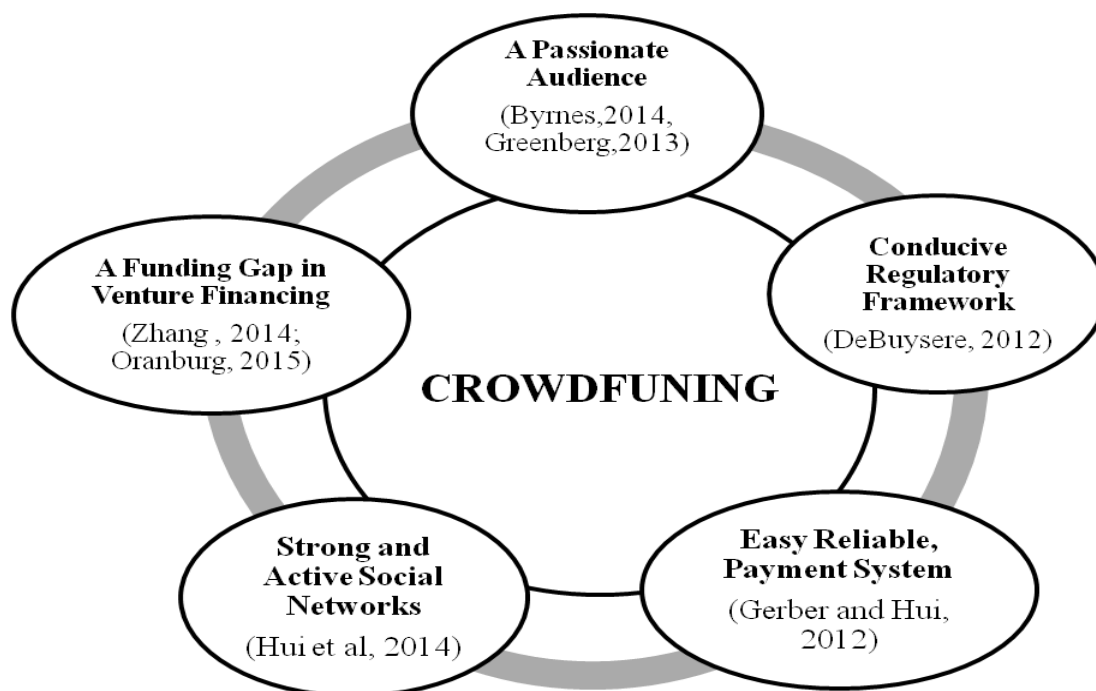 A Passionate
Audience
(Byrnes,2014,
Greenberg,2013)
Conducive
Regulatory
Framework
(DeBuysere, 2012)
A Funding Gap in
Venture Financing
(Zhang , 2014;
Oranburg, 2015)
CROWDFUNING
Easy Reliable,
Payment System
(Gerber and Hui,
2012)
Strong and
Active Social
Networks
(Hui et al, 2014)